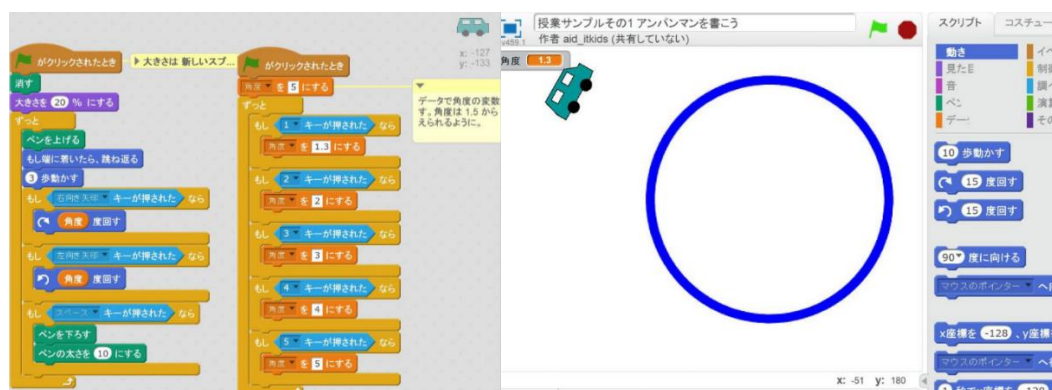 がクリックされたとき
大きさは 新しいスプ...
消す
大きさを 20 % にする
ずっと
ペンを上げる
もし端に着いたら、跳ね返る
3 歩動かす
もし 右向き矢印 キーが押された なら
角度 度回す
もし 左向き矢印 キーが押された なら
角度 度回す
もし スペース キーが押された なら
ペンを下ろす
ペンの太さを 10 にする
がクリックされたとき
角度 を 5 にする
ずっと
もし 1 キーが押された なら
角度 を 1.3 にする
もし 2 キーが押された なら
角度 を 2 にする
もし 3 キーが押された なら
角度 を 3 にする
もし 4 キーが押された なら
角度 を 4 にする
もし 5 キーが押された なら
角度 を 5 にする
x: -127
y: -133
データで角度の変数
す。角度は 1.5 から
えられるように。
v459.1
授業サンプルその1 アンパンマンを書こう
作者 aid_itkids (共有していない)
角度 1.3
x: -51 y: 180
スクリプト コスチュー
動き
見た
音
ペン
データ
イベ
制御
調べ
演算
その
10 歩動かす
15 度回す
15 度回す
90 度に向ける
マウスのポインター へ
x座標を -128 、y座標
マウスのポインター へ